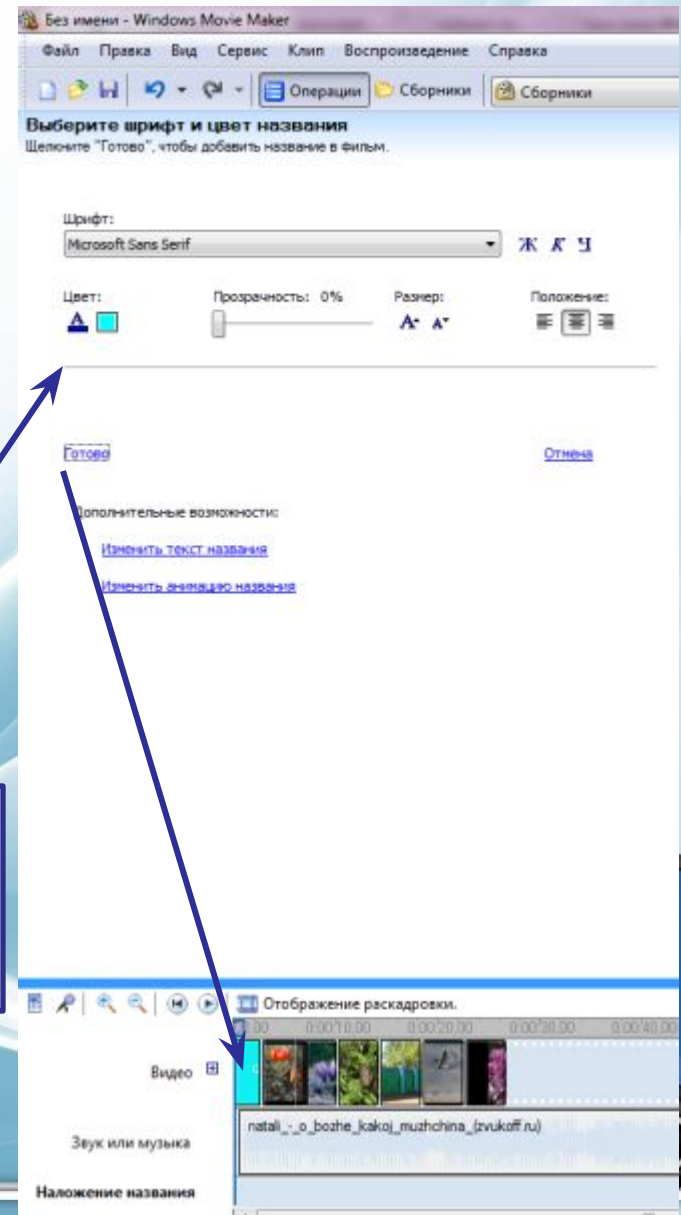 Без имени - Windows Movie Maker
Файл Правка Вид Сервис Клип Воспроизведение Справка
Операции Сборники Сборники
Выберите шрифт и цвет названия
Щелкните "Готово", чтобы добавить название в фильм.
Шрифт:
Microsoft Sans Serif Ж К Ч
Цвет: Прозрачность: 0% Размер: Положение:
А А А
Готово Отмена
Дополнительные возможности:
Изменить текст названия
Изменить анимацию названия
Отображение раскадровки.
0:00'10,00 0:00'20,00 0:00'30,00 0:00'40,00
Видео
natali_-_o_bozhe_kakoj_muzhchina_(zvukoff.ru)
Звук или музыка
Наложение названия